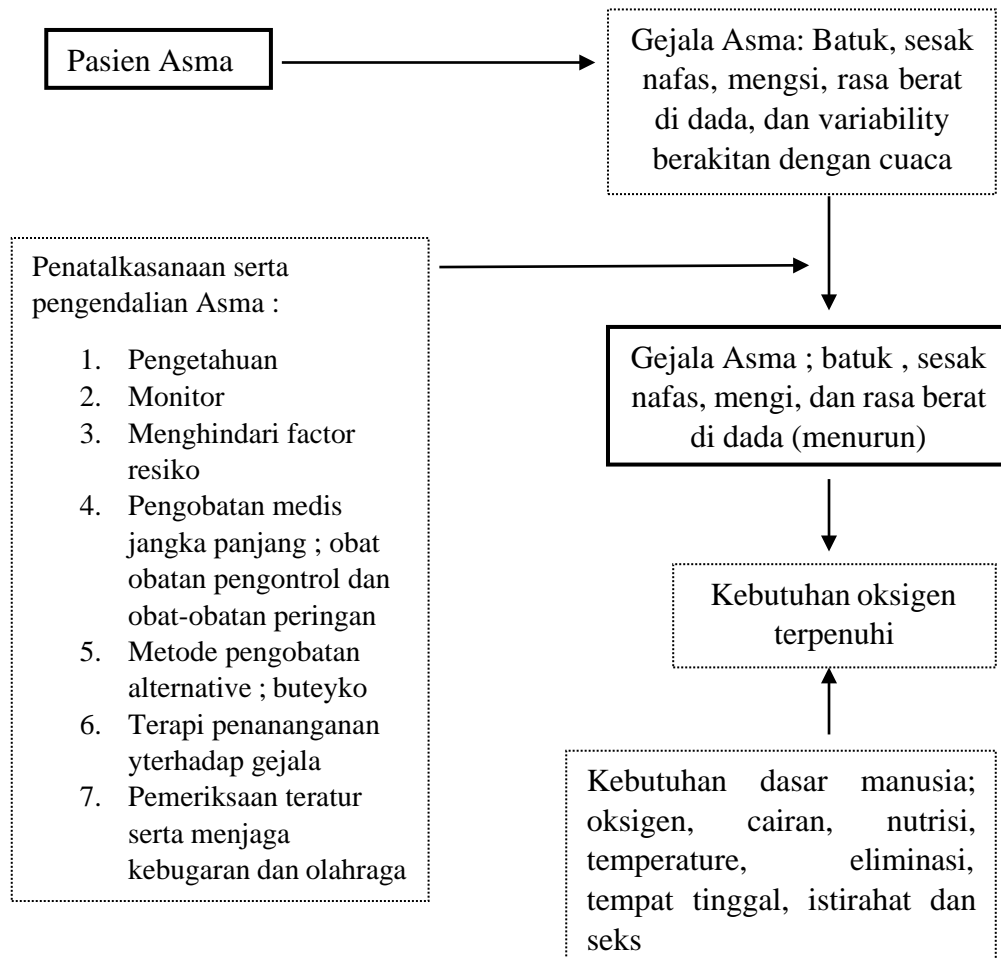 Pasien Asma
Gejala Asma: Batuk, sesak
nafas, mengsi, rasa berat
di dada, dan variability
berakitan dengan cuaca
Penatalkasanaan serta
pengendalian Asma :
1. Pengetahuan
2. Monitor
3. Menghindari factor
resiko
4. Pengobatan medis
jangka panjang ; obat
obatan pengontrol dan
obat-obatan peringan
5. Metode pengobatan
alternative ; buteyko
6. Terapi penananganan
yterhadap gejala
7. Pemeriksaan teratur
serta menjaga
kebugaran dan olahraga
Gejala Asma ; batuk , sesak
nafas, mengi, dan rasa berat
di dada (menurun)
Kebutuhan oksigen
terpenuhi
Kebutuhan dasar manusia;
oksigen, cairan, nutrisi,
temperature, eliminasi,
tempat tinggal, istirahat dan
seks